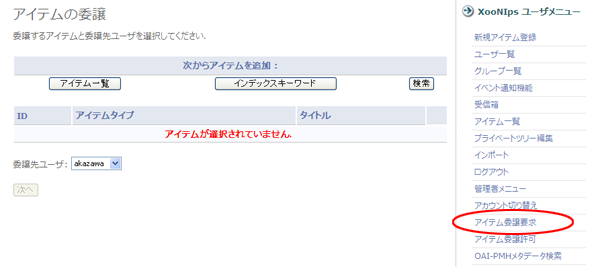 アイテムの委譲
委譲するアイテムと委譲先ユーザを選択してください。
次からアイテムを追加：
アイテム一覧 インデックスキーワード 検索
ID アイテムタイプ タイトル
アイテムが選択されていません.
委譲先ユーザ: akazawa
次へ
XooNIps ユーザメニュー
新規アイテム登録
ユーザ一覧
グループ一覧
イベント通知機能
受信箱
アイテム一覧
プライベートツリー編集
インポート
ログアウト
管理者メニュー
アカウント切り替え
アイテム委譲要求
アイテム委譲許可
OAI-PMHメタデータ検索